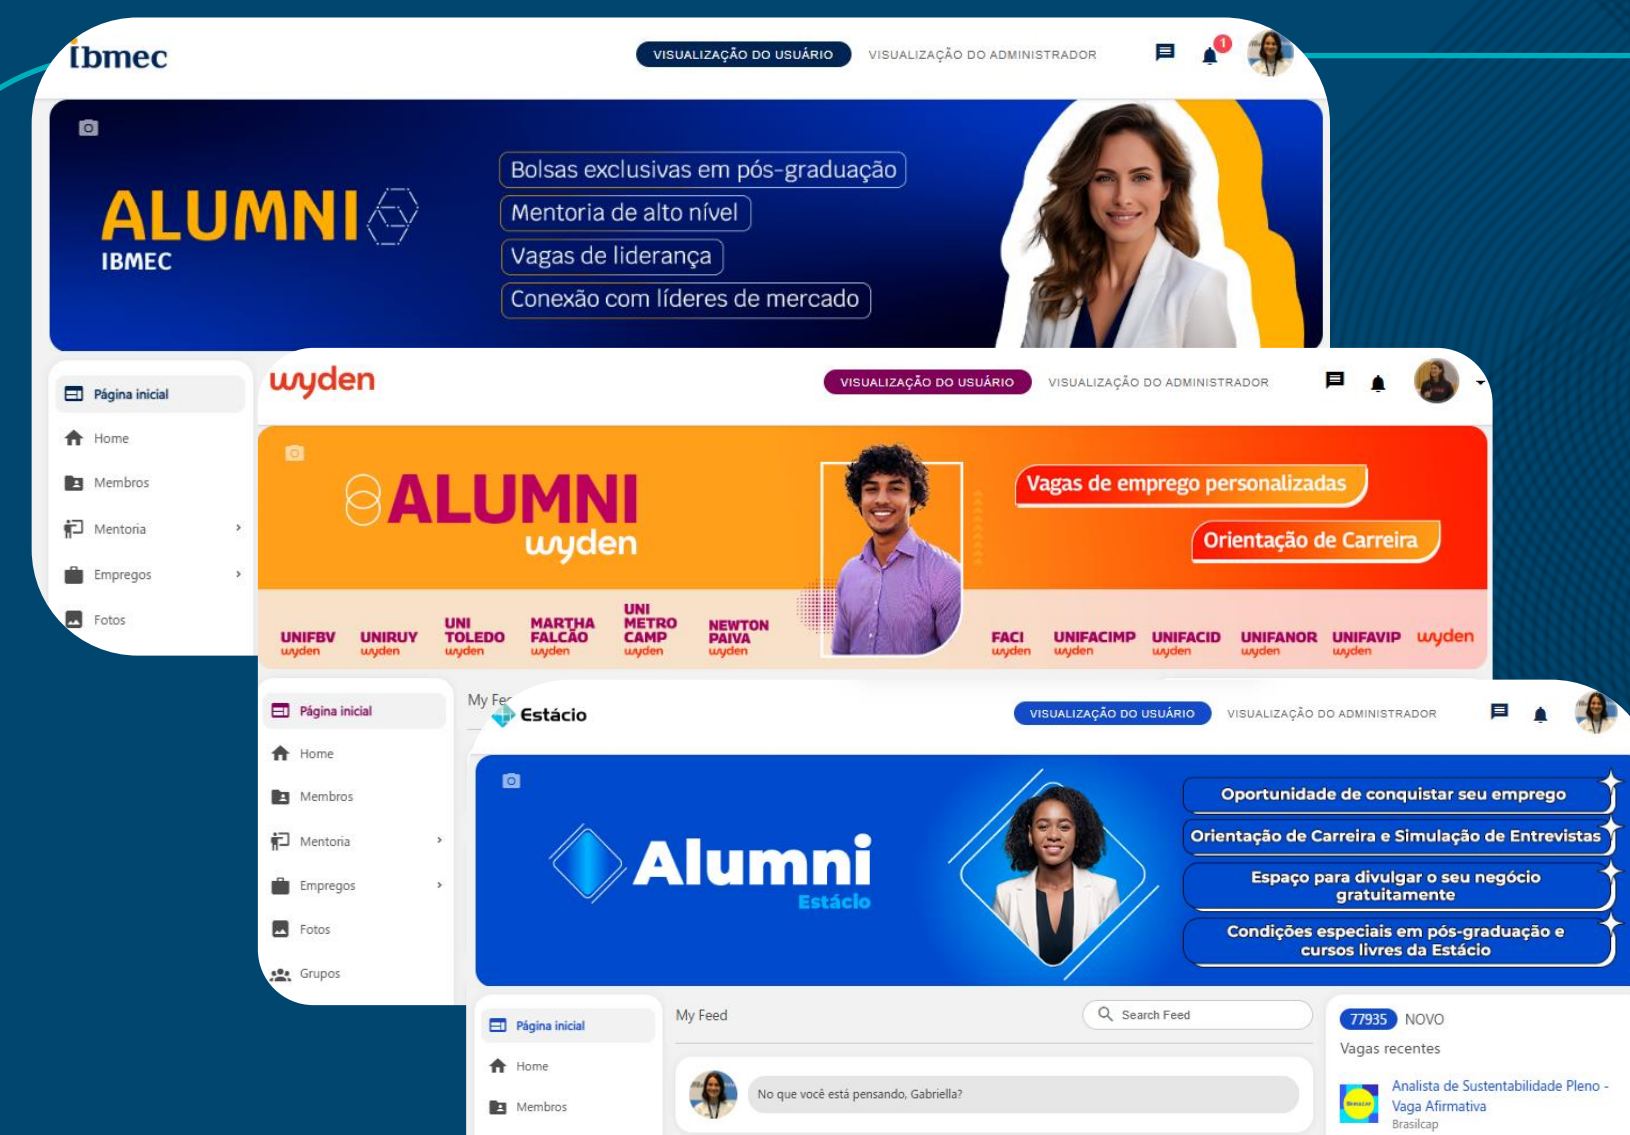 ibmec
VISUALIZAÇÃO DO USUÁRIO
VISUALIZAÇÃO DO ADMINISTRADOR
1
ALUMNI
IBMEC
Bolsas exclusivas em pós-graduação
Mentoria de alto nível
Vagas de liderança
Conexão com líderes de mercado
Página inicial
Home
Membros
Mentoria
Empregos
Fotos
wyden
VISUALIZAÇÃO DO USUÁRIO
VISUALIZAÇÃO DO ADMINISTRADOR
ALUMNI
wyden
Vagas de emprego personalizadas
Orientação de Carreira
UNIFBV
wyden
UNIRUY
wyden
UNI
TOLEDO
wyden
MARTHA
FALCÃO
wyden
UNI
METRO
CAMP
wyden
NEWTON
PAIVA
wyden
FACI
wyden
UNIFACIMP
wyden
UNIFACID
wyden
UNIFANOR
wyden
UNIFAVIP
wyden
wyden
Página inicial
Home
Membros
Mentoria
Empregos
Fotos
Grupos
My Fee
Estácio
VISUALIZAÇÃO DO USUÁRIO
VISUALIZAÇÃO DO ADMINISTRADOR
Alumni
Estácio
Oportunidade de conquistar seu emprego
Orientação de Carreira e Simulação de Entrevistas
Espaço para divulgar o seu negócio
gratuitamente
Condições especiais em pós-graduação e
cursos livres da Estácio
Página inicial
Home
Membros
My Feed
Search Feed
No que você está pensando, Gabriella?
77935 NOVO
Vagas recentes
Analista de Sustentabilidade Pleno -
Vaga Afirmativa
Brasilcap